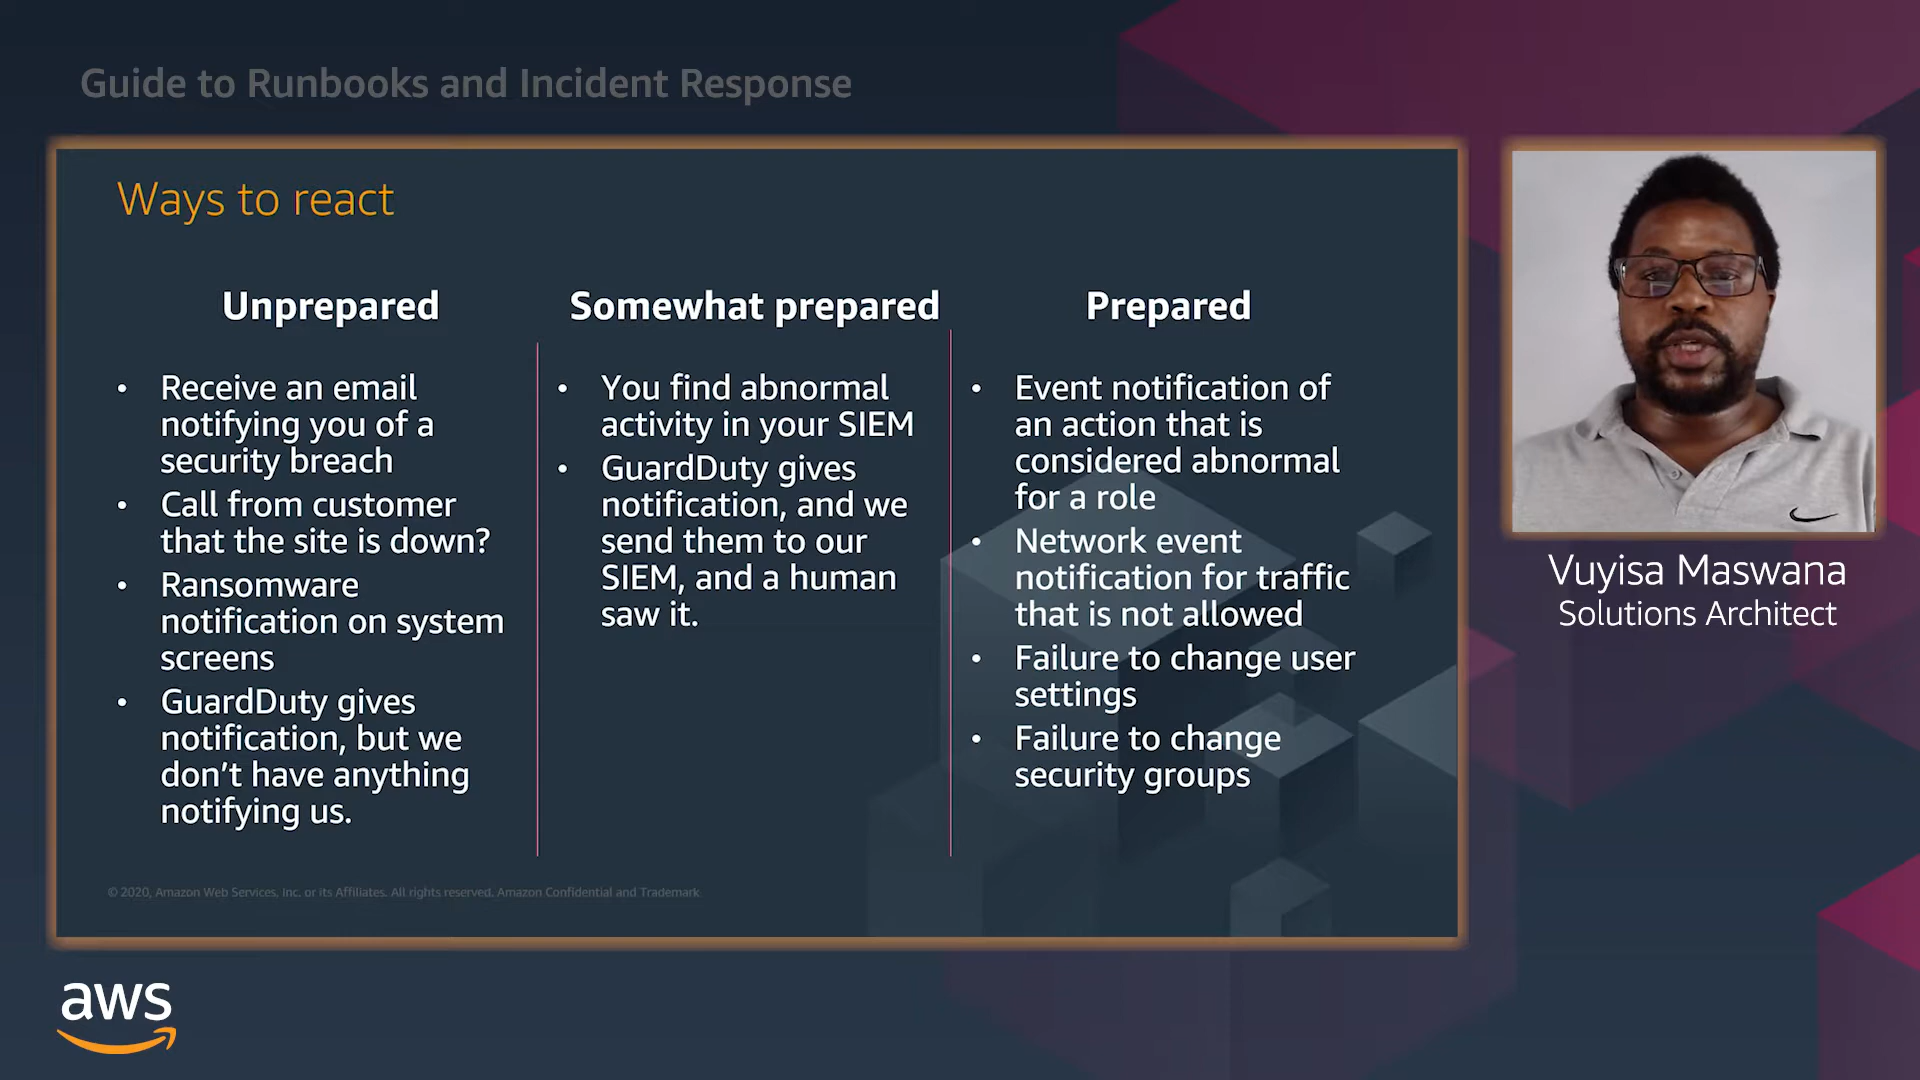 Guide to Runbooks and Incident Response
Ways to react
Unprepared
Receive an email
notifying you of a
security breach
Call from customer
that the site is down?
Ransomware
notification on system
screens
GuardDuty gives
notification, but we
don't have anything
notifying us.
Somewhat prepared
You find abnormal
activity in your SIEM
GuardDuty gives
notification, and we
send them to our
SIEM, and a human
saw it.
Prepared
Event notification of
an action that is
considered abnormal
for a role
Network event
notification for traffic
that is not allowed
Failure to change user
settings
Failure to change
security groups
© 2020, Amazon Web Services, Inc. or its Affiliates. All rights reserved. Amazon Confidential and Trademark
Vuyisa Maswana
Solutions Architect
aws